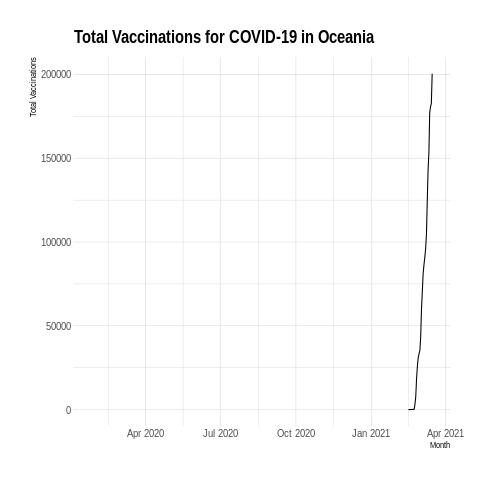 Total Vaccinations for COVID-19 in Oceania
Total Vaccinations
200000
150000
100000
50000
0
Apr 2020 Jul 2020 Oct 2020 Jan 2021 Apr 2021
Month